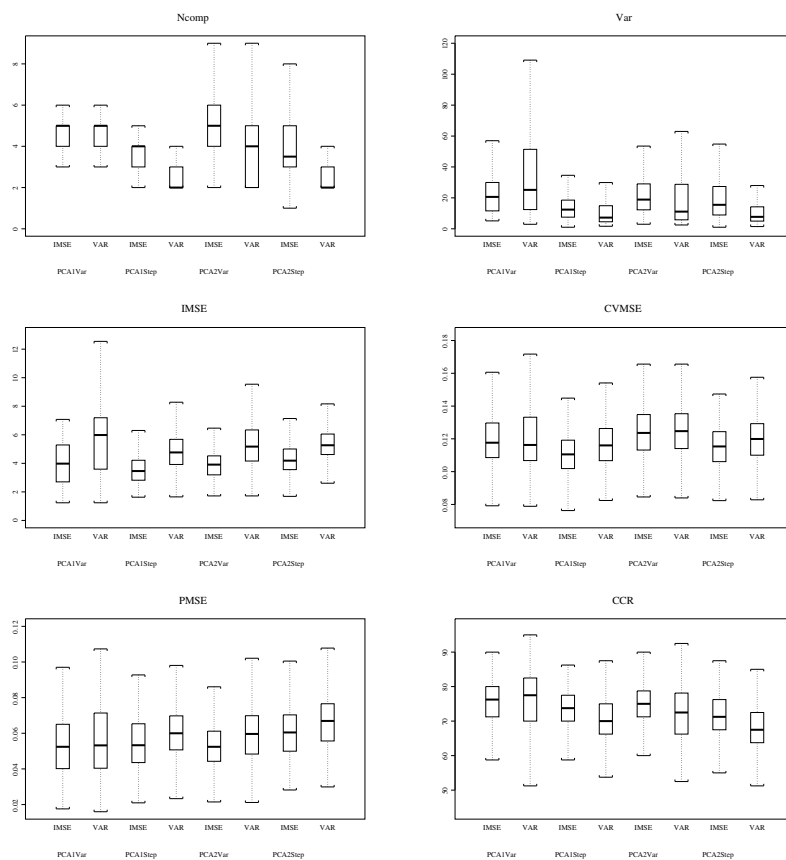 Ncomp
0 2 4 6 8
IMSE VAR IMSE VAR IMSE VAR IMSE VAR
PCA1Var PCA1Step PCA2Var PCA2Step
Var
0 20 40 60 80 100 120
IMSE VAR IMSE VAR IMSE VAR IMSE VAR
PCA1Var PCA1Step PCA2Var PCA2Step
IMSE
0 2 4 6 8 10 12
IMSE VAR IMSE VAR IMSE VAR IMSE VAR
PCA1Var PCA1Step PCA2Var PCA2Step
CVMSE
0.08 0.10 0.12 0.14 0.16 0.18
IMSE VAR IMSE VAR IMSE VAR IMSE VAR
PCA1Var PCA1Step PCA2Var PCA2Step
PMSE
0.02 0.04 0.06 0.08 0.10 0.12
IMSE VAR IMSE VAR IMSE VAR IMSE VAR
PCA1Var PCA1Step PCA2Var PCA2Step
CCR
50 60 70 80 90
IMSE VAR IMSE VAR IMSE VAR IMSE VAR
PCA1Var PCA1Step PCA2Var PCA2Step